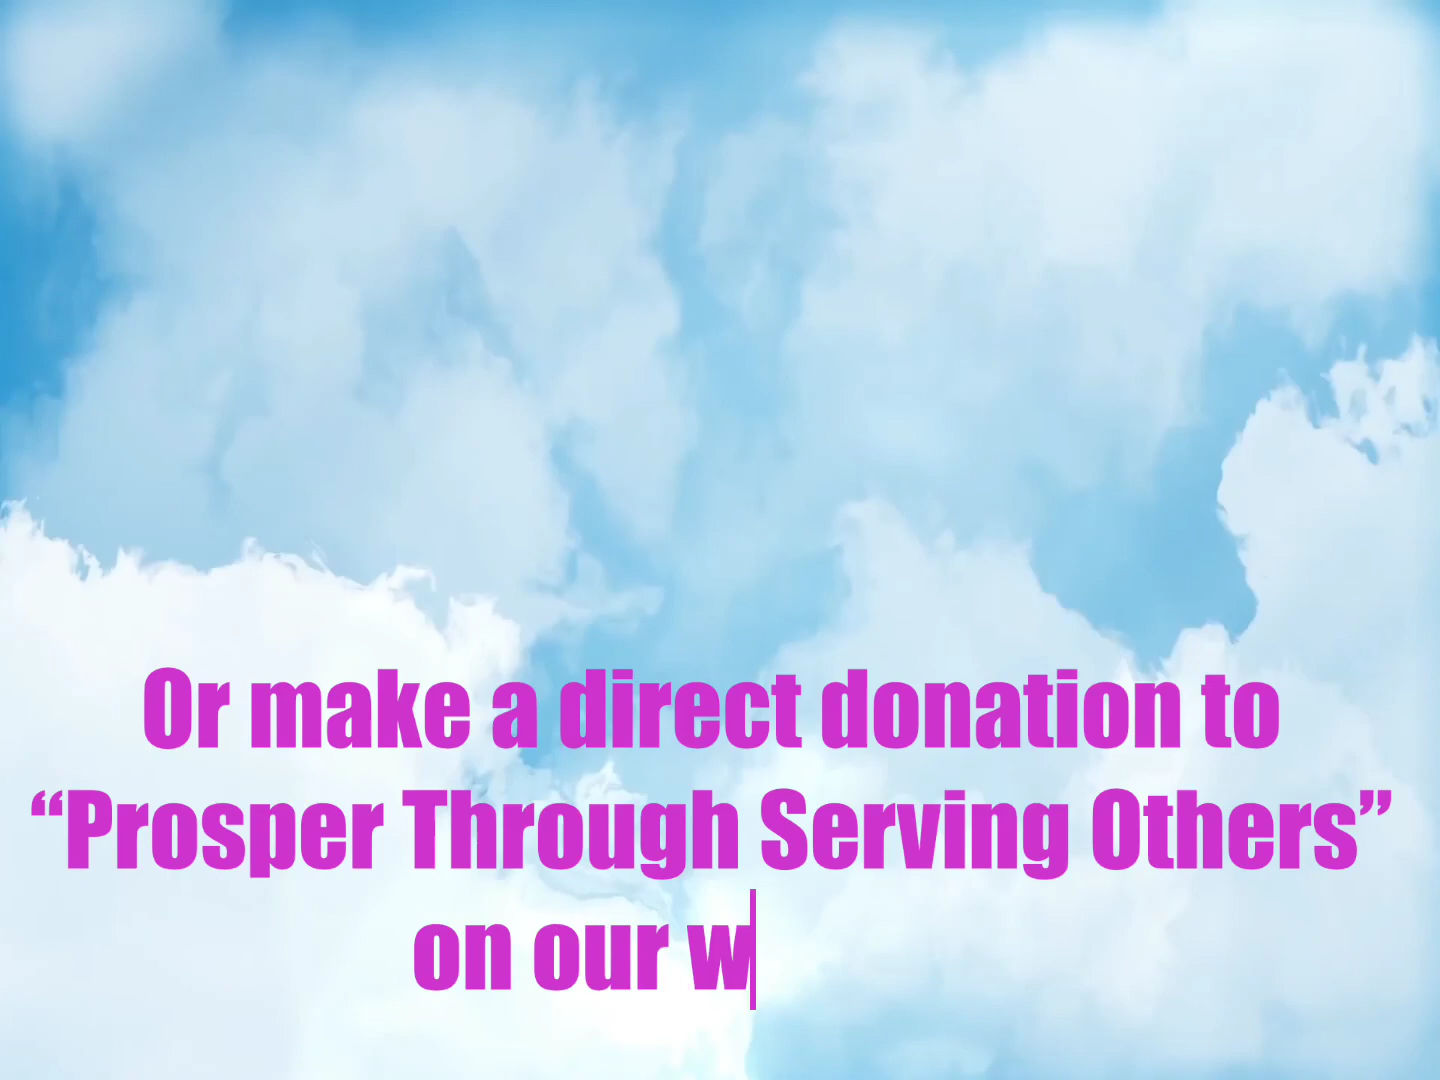 Or make a direct donation to
“Prosper Through Serving Others”
on our w